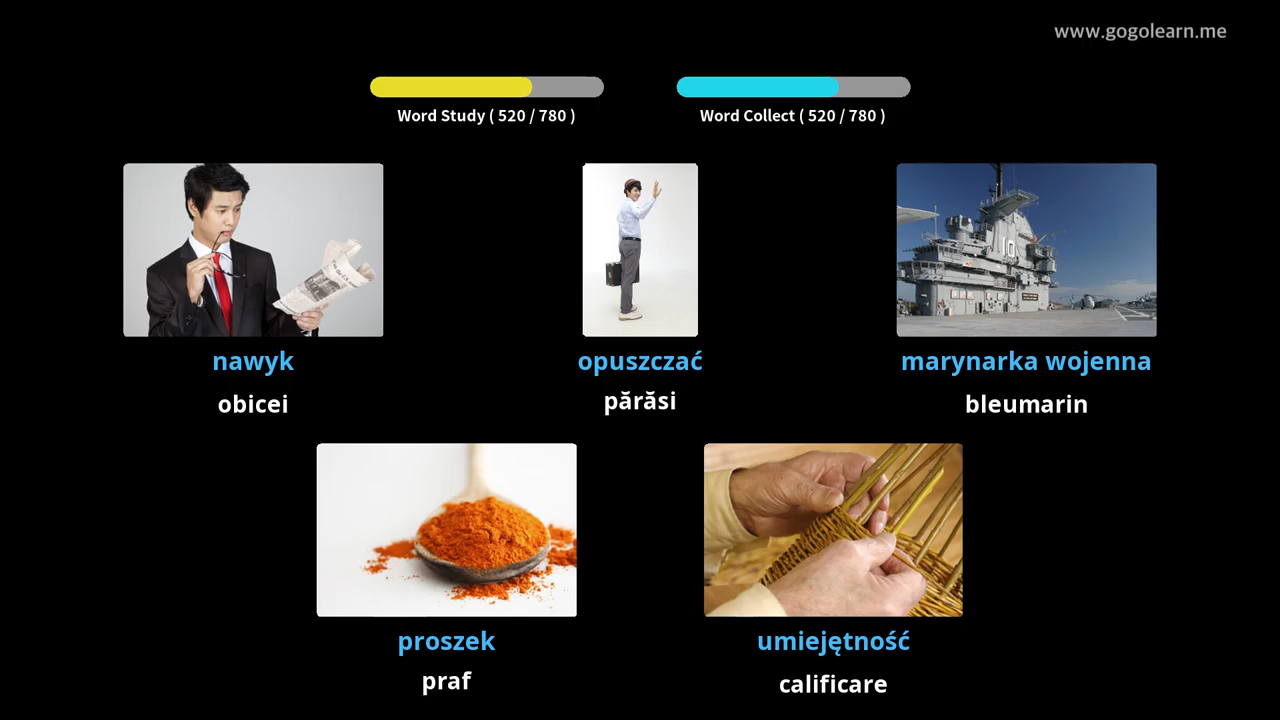 www.gogolearn.me
Word Study ( 520 / 780 )
Word Collect ( 520 / 780 )
10
nawyk
opuszczać
marynarka wojenna
obicei
părăsi
bleumarin
proszek
umiejętność
praf
calificare